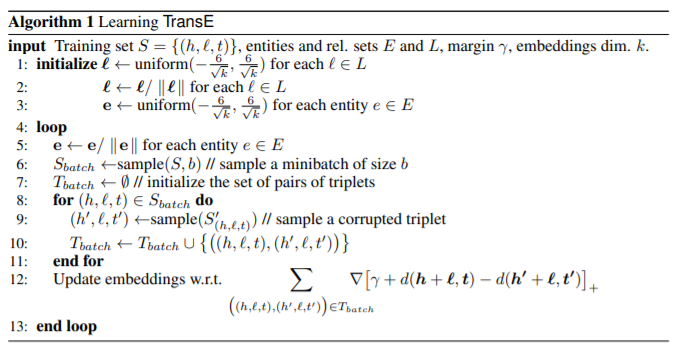 Algorithm 1 Learning TransE
input Training set S = {(h, ℓ, t)}, entities and rel. sets E and L, margin γ, embeddings dim. k.
1: initialize ℓ ← uniform(−6/√k, 6/√k) for each ℓ ∈ L
2: ℓ ← ℓ / ‖ℓ‖ for each ℓ ∈ L
3: e ← uniform(−6/√k, 6/√k) for each entity e ∈ E
4: loop
5: e ← e / ‖e‖ for each entity e ∈ E
6: S_batch ←sample(S, b) // sample a minibatch of size b
7: T_batch ← ∅ // initialize the set of pairs of triplets
8: for (h, ℓ, t) ∈ S_batch do
9: (h′, ℓ, t′) ←sample(S′_(h,ℓ,t)) // sample a corrupted triplet
10: T_batch ← T_batch ∪ {((h, ℓ, t), (h′, ℓ, t′))}
11: end for
12: Update embeddings w.r.t. ∑ ∇[γ + d(h + ℓ, t) − d(h′ + ℓ, t′)]₊
((h,ℓ,t),(h′,ℓ,t′))∈T_batch
13: end loop